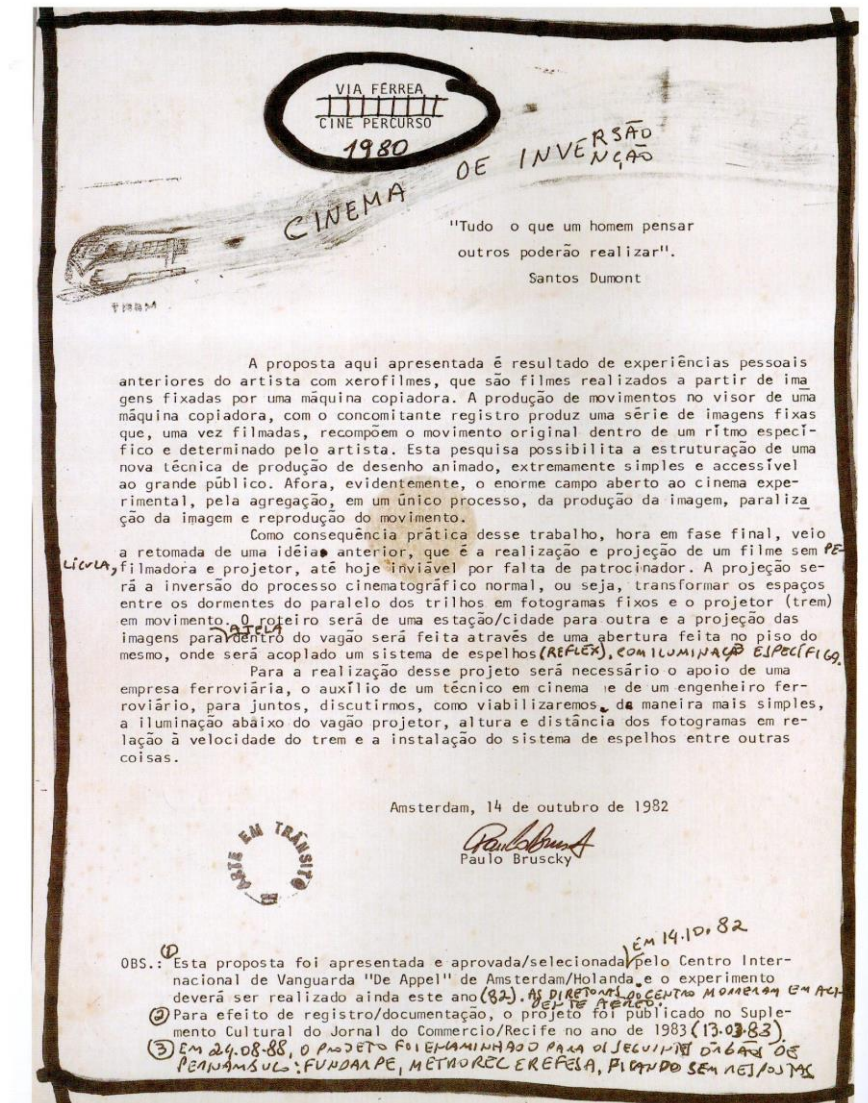 VIA FÉRREA
CINE PERCURSO
1980
CINEMA DE INVERSÃO
NÇÃO
"Tudo o que um homem pensar
outros poderão realizar".
Santos Dumont
TREM
A proposta aqui apresentada é resultado de experiências pessoais
anteriores do artista com xerofilmes, que são filmes realizados a partir de ima
gens fixadas por uma máquina copiadora. A produção de movimentos no visor de uma
máquina copiadora, com o concomitante registro produz uma série de imagens fixas
que, uma vez filmadas, recompõem o movimento original dentro de um rítmo especí-
fico e determinado pelo artista. Esta pesquisa possibilita a estruturação de uma
nova técnica de produção de desenho animado, extremamente simples e accessível
ao grande público. Afora, evidentemente, o enorme campo aberto ao cinema expe-
rimental, pela agregação, em um único processo, da produção da imagem, paraliza
ção da imagem e reprodução do movimento.
Como consequência prática desse trabalho, hora em fase final, veio
a retomada de uma idéia anterior, que é a realização e projeção de um filme sem PE-
LÍCULA, filmadora e projetor, até hoje inviável por falta de patrocinador. A projeção se-
rá a inversão do processo cinematográfico normal, ou seja, transformar os espaços
entre os dormentes do paralelo dos trilhos em fotogramas fixos e o projetor (trem)
em movimento. O roteiro será de uma estação/cidade para outra e a projeção das
imagens para A TELA dentro do vagão será feita através de uma abertura feita no piso do
mesmo, onde será acoplado um sistema de espelhos (REFLEX), COM ILUMINAÇÃO ESPECÍFICA.
Para a realização desse projeto será necessário o apoio de uma
empresa ferroviária, o auxílio de um técnico em cinema e de um engenheiro fer-
roviário, para juntos, discutirmos, como viabilizaremos, de maneira mais simples,
a iluminação abaixo do vagão projetor, altura e distância dos fotogramas em re-
lação à velocidade do trem e a instalação do sistema de espelhos entre outras
coisas.
Amsterdam, 14 de outubro de 1982
Paulo Bruscky
ARTE EM TRÂNSITO
EM 14.10.82
OBS.: (1) Esta proposta foi apresentada e aprovada/selecionada pelo Centro Inter-
nacional de Vanguarda "De Appel" de Amsterdam/Holanda, e o experimento
deverá ser realizado ainda este ano (82). AS DIRETORAS DO CENTRO MORRERAM EM ACI-
DENTE AÉREO.
(2) Para efeito de registro/documentação, o projeto foi publicado no Suple-
mento Cultural do Jornal do Commercio/Recife no ano de 1983 (13.03.83).
(3) EM 24.08.88, O PROJETO FOI ENCAMINHADO PARA OS SEGUINTES ÓRGÃOS DE
PERNAMBUCO: FUNDARPE, METROREC E REFESA, FICANDO SEM RESPOSTAS